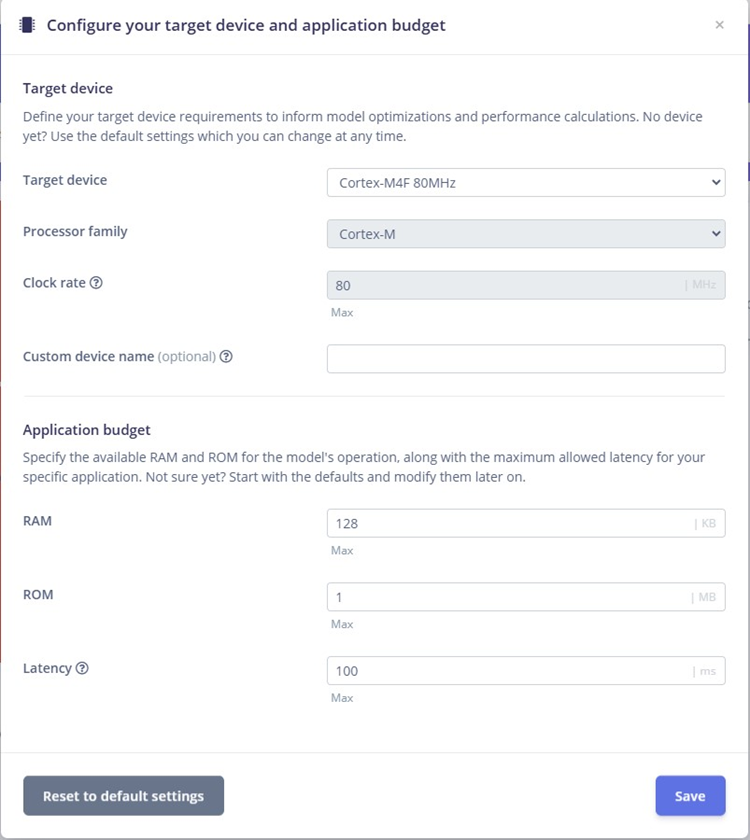 Configure your target device and application budget ×
Target device
Define your target device requirements to inform model optimizations and performance calculations. No device
yet? Use the default settings which you can change at any time.
Target device Cortex-M4F 80MHz
Processor family Cortex-M
Clock rate ? 80 | MHz
Max
Custom device name (optional) ?
Application budget
Specify the available RAM and ROM for the model's operation, along with the maximum allowed latency for your
specific application. Not sure yet? Start with the defaults and modify them later on.
RAM 128 | KB
Max
ROM 1 | MB
Max
Latency ? 100 | ms
Max
Reset to default settings Save